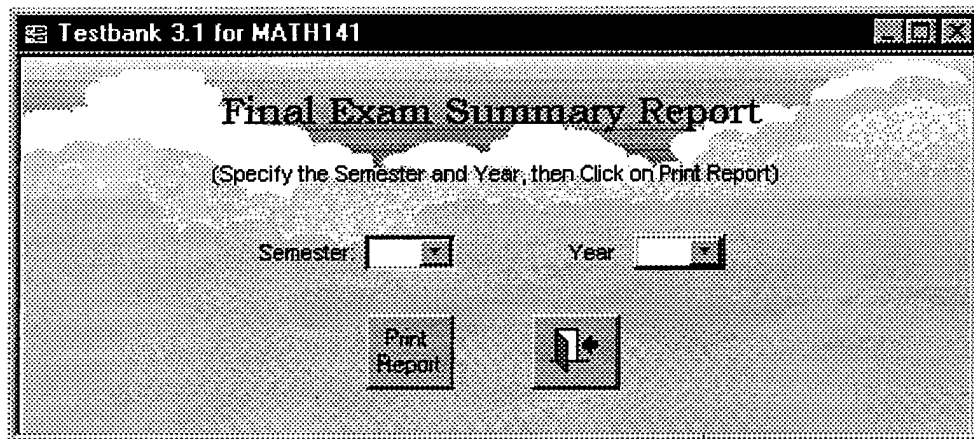 Testbank 3.1 for MATH141
Final Exam Summary Report
(Specify the Semester and Year, then Click on Print Report)
Semester: Year
Print
Report